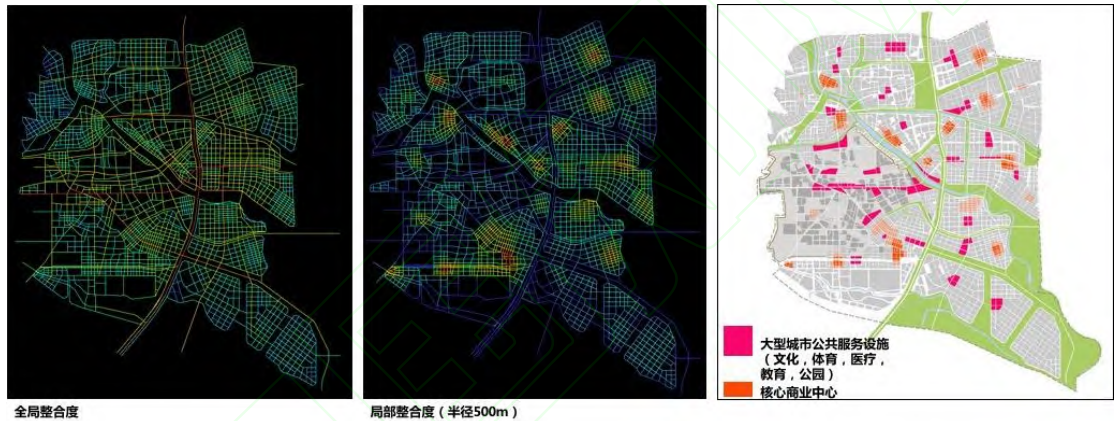 大型城市公共服务设施
（文化，体育，医疗，
教育，公园）
核心商业中心
全局整合度
局部整合度（半径500m）